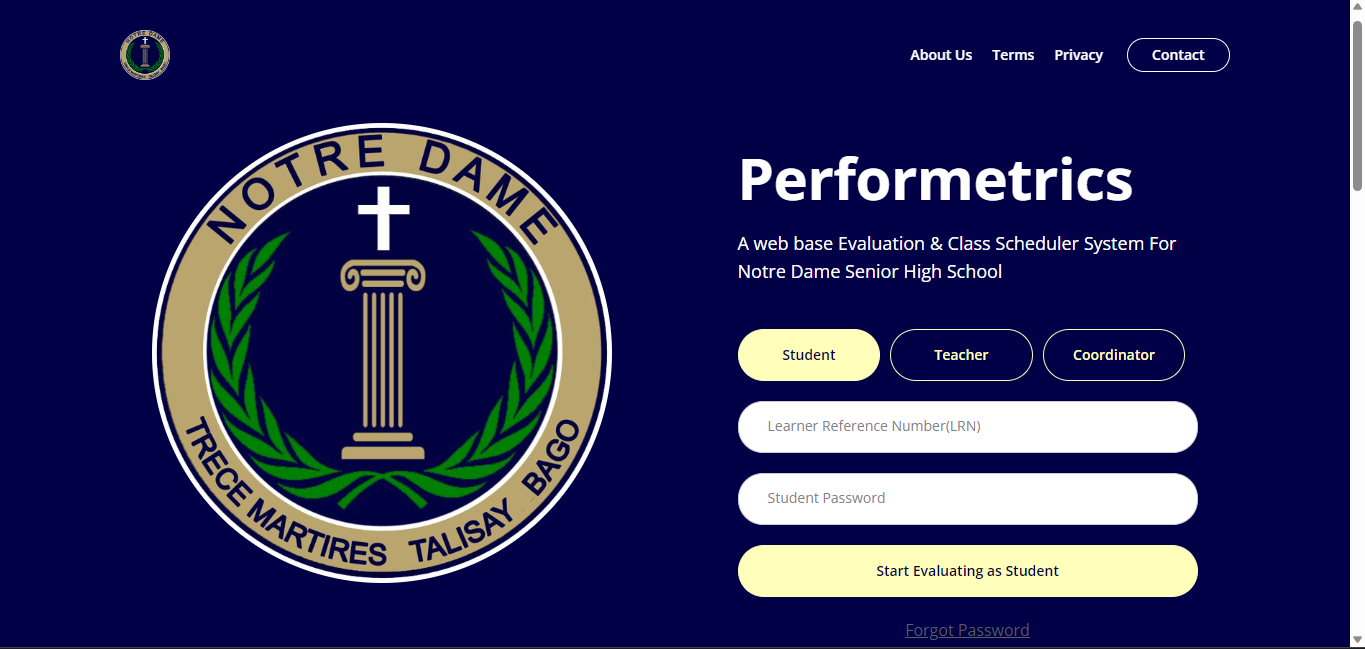 About Us Terms Privacy Contact
NOTRE DAME
TRECE MARTIRES TALISAY BAGO
Performetrics
A web base Evaluation & Class Scheduler System For
Notre Dame Senior High School
Student Teacher Coordinator
Learner Reference Number(LRN)
Student Password
Start Evaluating as Student
Forgot Password